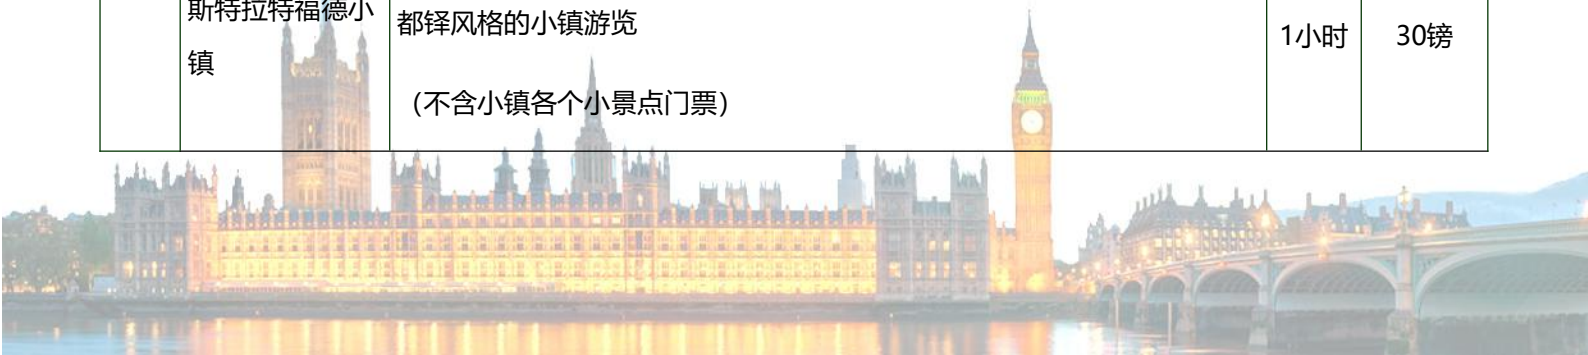 斯特拉特福德小
镇
都铎风格的小镇游览
（不含小镇各个小景点门票）
1小时
30镑